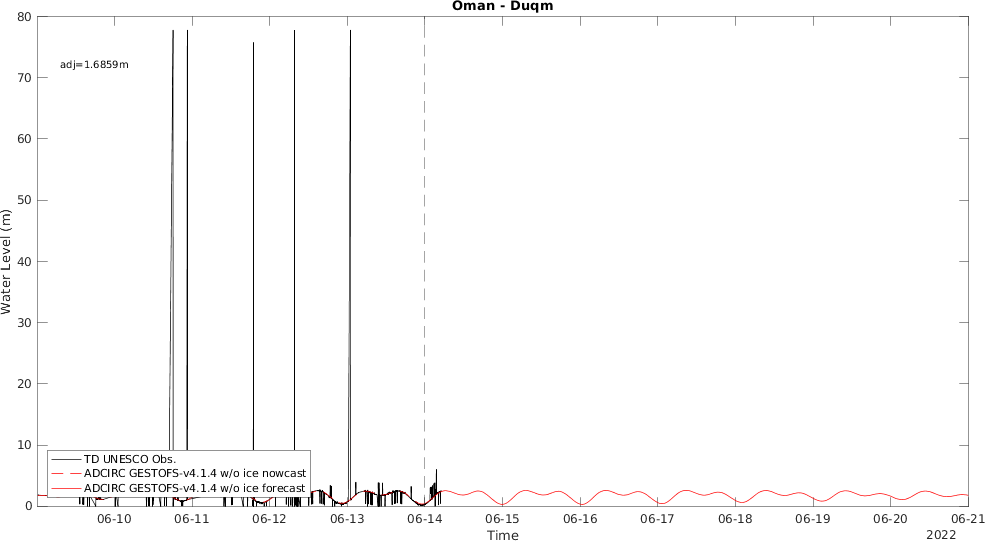 Oman - Duqm
80
70
60
50
40
30
20
10
0
Water Level (m)
adj=1.6859m
TD UNESCO Obs.
ADCIRC GESTOFS-v4.1.4 w/o ice nowcast
ADCIRC GESTOFS-v4.1.4 w/o ice forecast
06-10 06-11 06-12 06-13 06-14 06-15 06-16 06-17 06-18 06-19 06-20 06-21
Time
2022